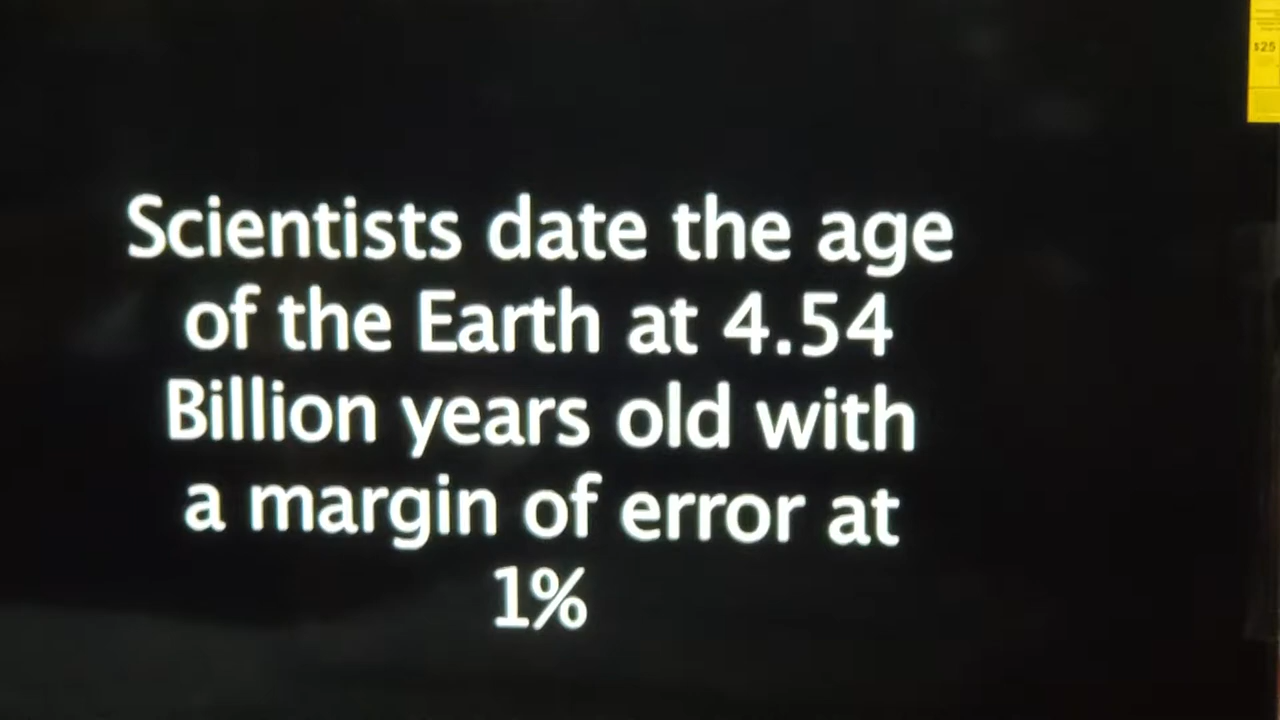 Scientists date the age
of the Earth at 4.54
Billion years old with
a margin of error at
1%
$25